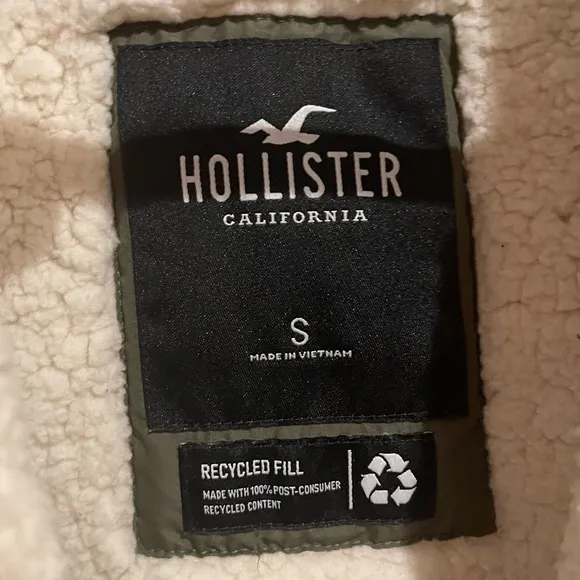 HOLLISTER
CALIFORNIA
S
MADE IN VIETNAM
RECYCLED FILL
MADE WITH 100% POST-CONSUMER
RECYCLED CONTENT